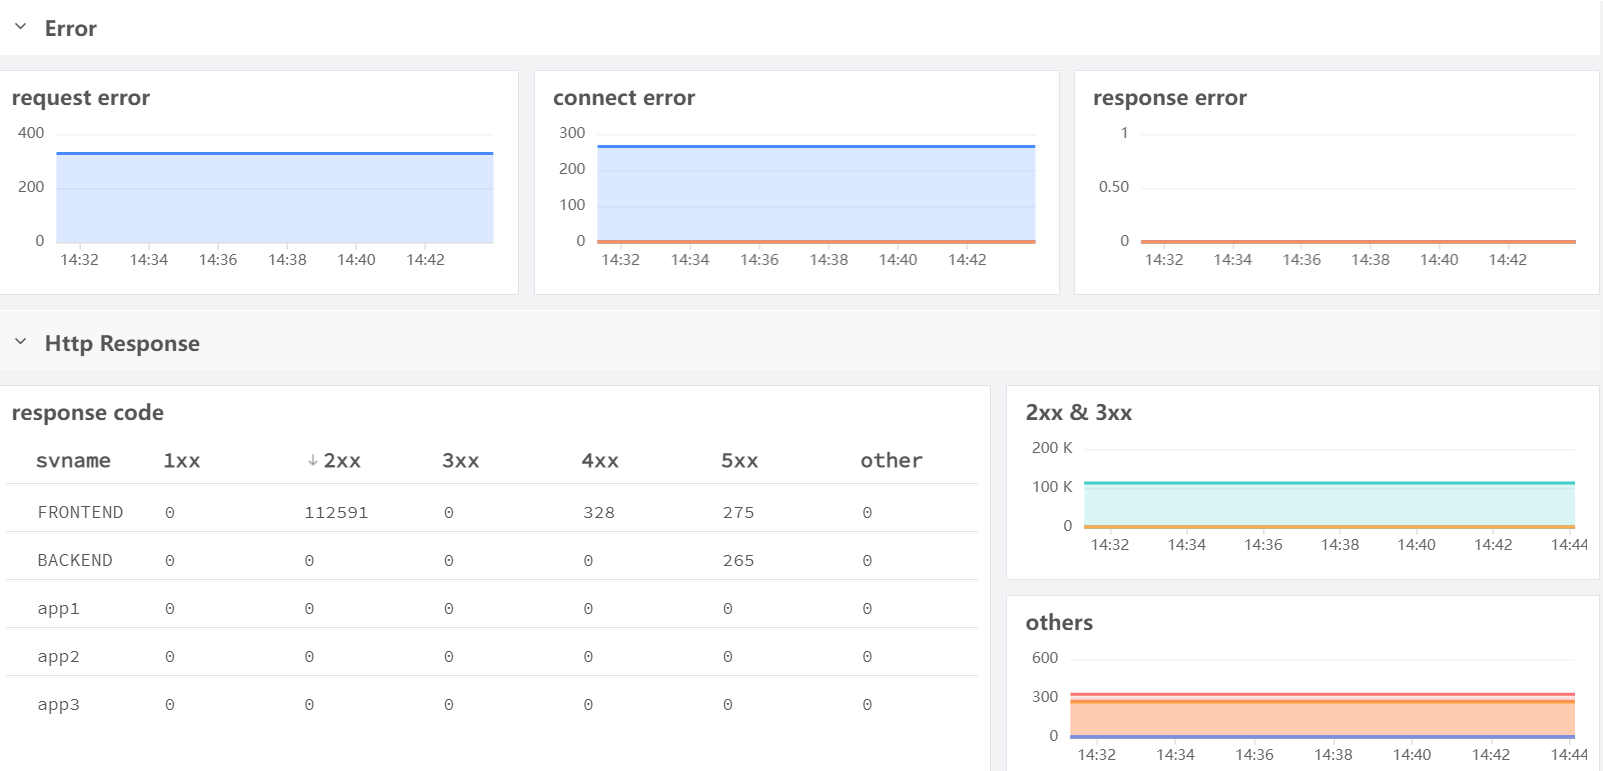 Error
request error
400
200
0
14:32 14:34 14:36 14:38 14:40 14:42
connect error
300
200
100
0
14:32 14:34 14:36 14:38 14:40 14:42
response error
1
0.50
0
14:32 14:34 14:36 14:38 14:40 14:42
Http Response
response code
svname 1xx ↓ 2xx 3xx 4xx 5xx other
FRONTEND 0 112591 0 328 275 0
BACKEND 0 0 0 0 265 0
app1 0 0 0 0 0 0
app2 0 0 0 0 0 0
app3 0 0 0 0 0 0
2xx & 3xx
200 K
100 K
0
14:32 14:34 14:36 14:38 14:40 14:42 14:44
others
600
300
0
14:32 14:34 14:36 14:38 14:40 14:42 14:44